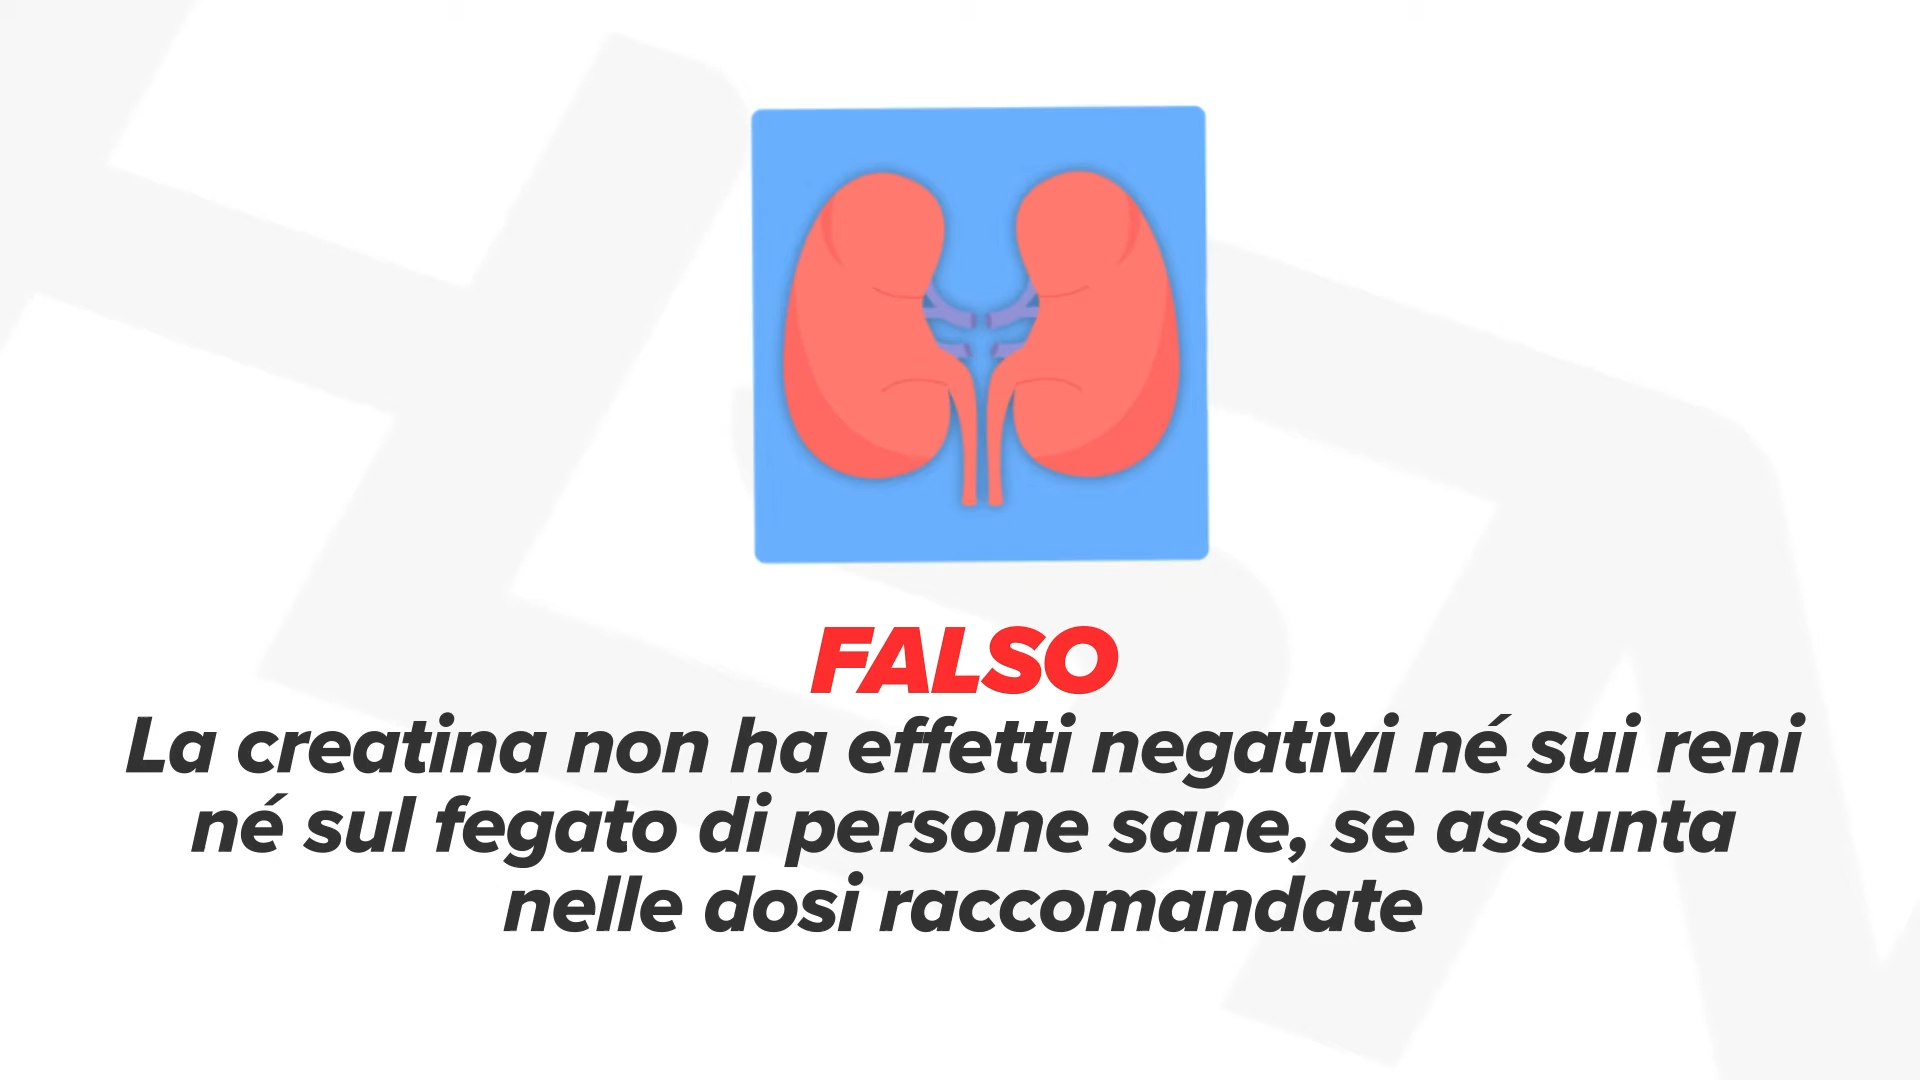 FALSO
La creatina non ha effetti negativi né sui reni
né sul fegato di persone sane, se assunta
nelle dosi raccomandate